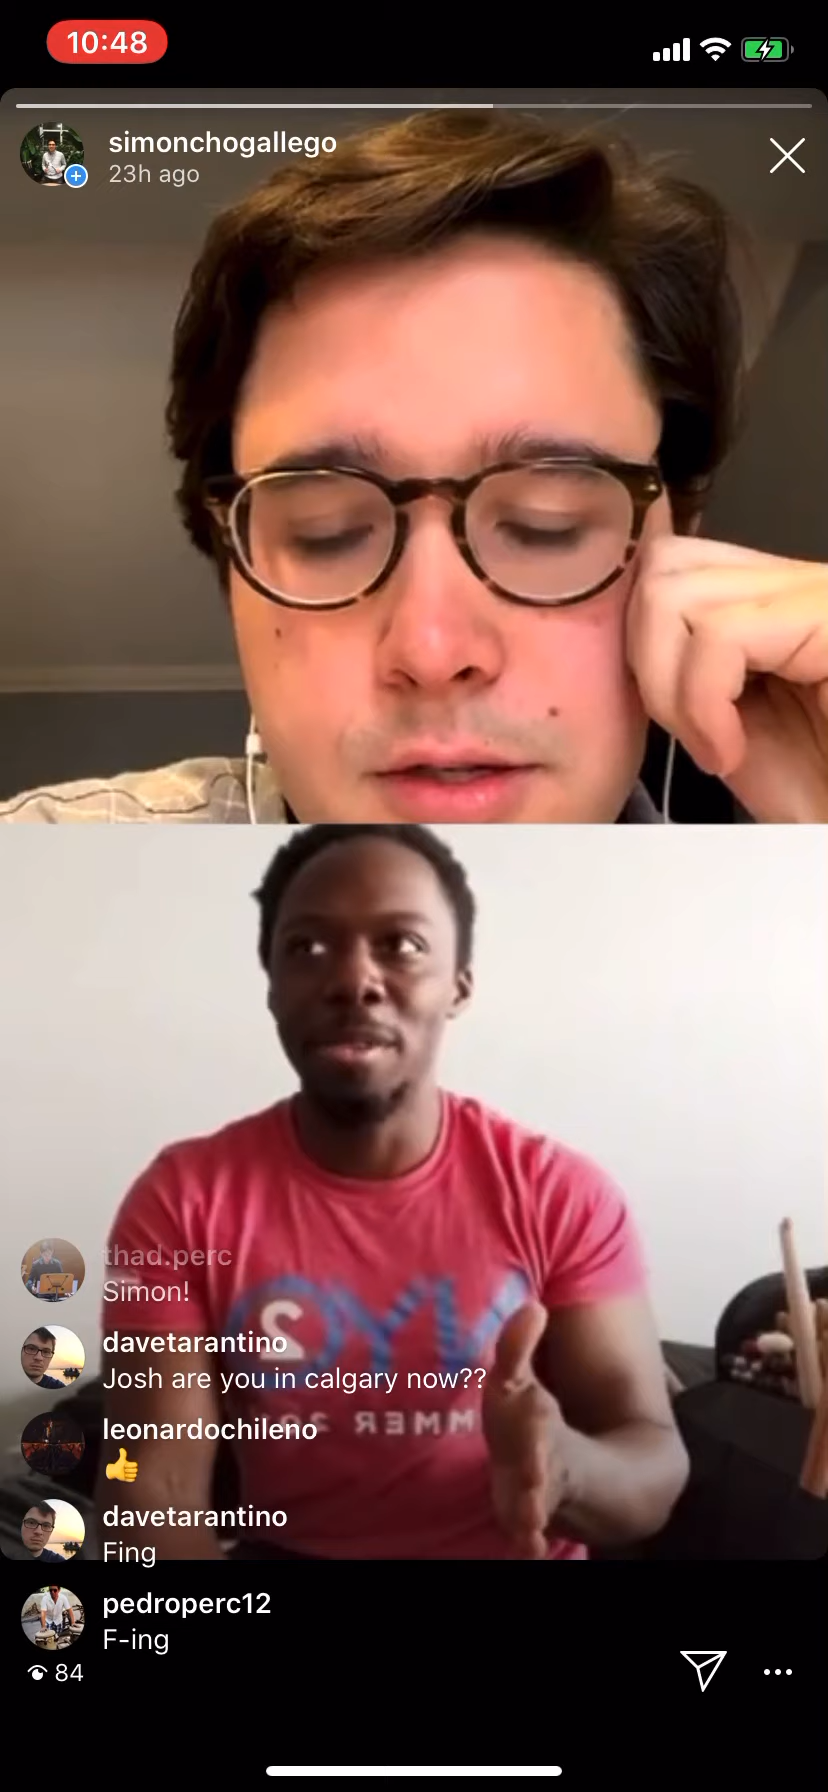 10:48
simonchogallego
23h ago
thad.perc
Simon!
davetarantino
Josh are you in calgary now??
leonardochileno
👍
davetarantino
Fing
pedroperc12
F-ing
84
NYO2